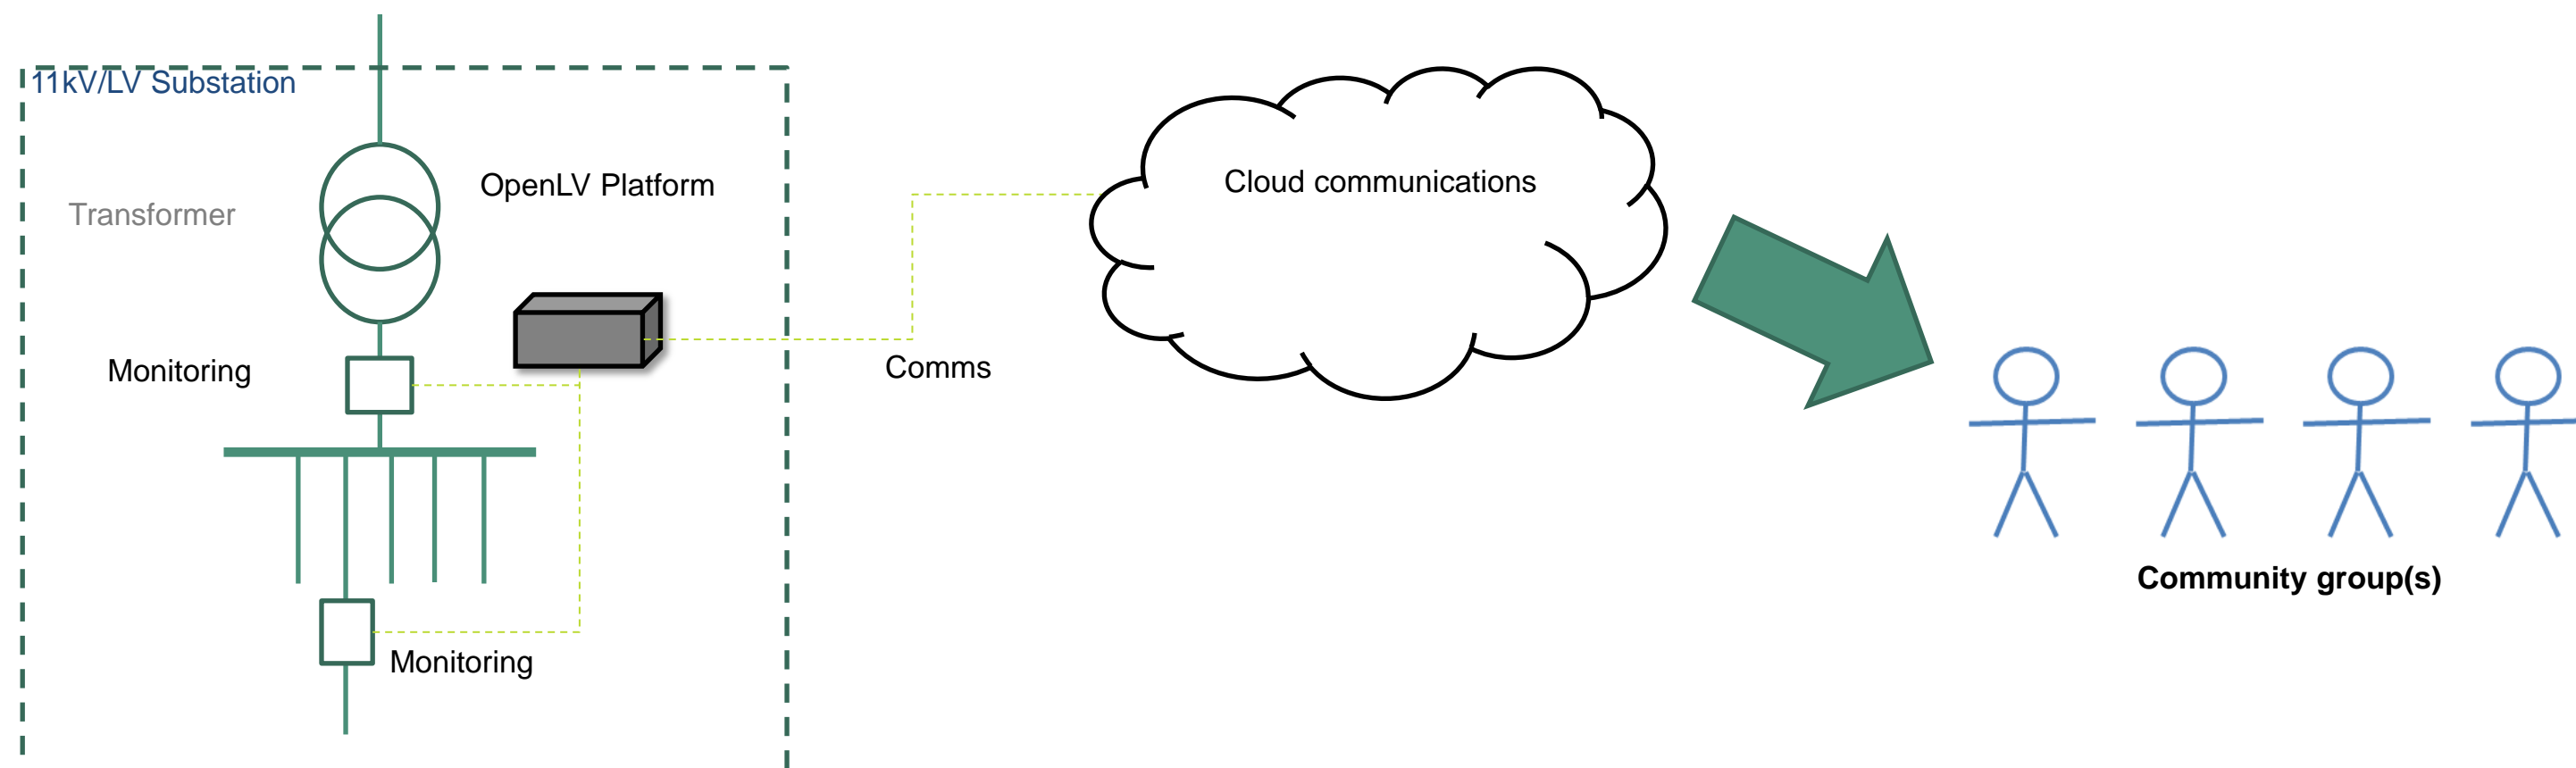 11kV/LV Substation
OpenLV Platform
Transformer
Monitoring
Monitoring
Comms
Cloud communications
Community group(s)